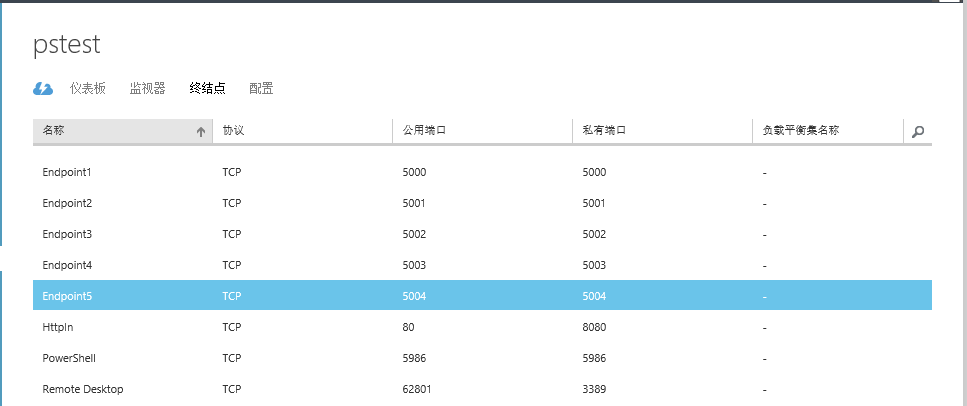 pstest
仪表板 监视器 终结点 配置
名称 协议 公用端口 私有端口 负载平衡集名称
Endpoint1 TCP 5000 5000 -
Endpoint2 TCP 5001 5001 -
Endpoint3 TCP 5002 5002 -
Endpoint4 TCP 5003 5003 -
Endpoint5 TCP 5004 5004 -
HttpIn TCP 80 8080 -
PowerShell TCP 5986 5986 -
Remote Desktop TCP 62801 3389 -